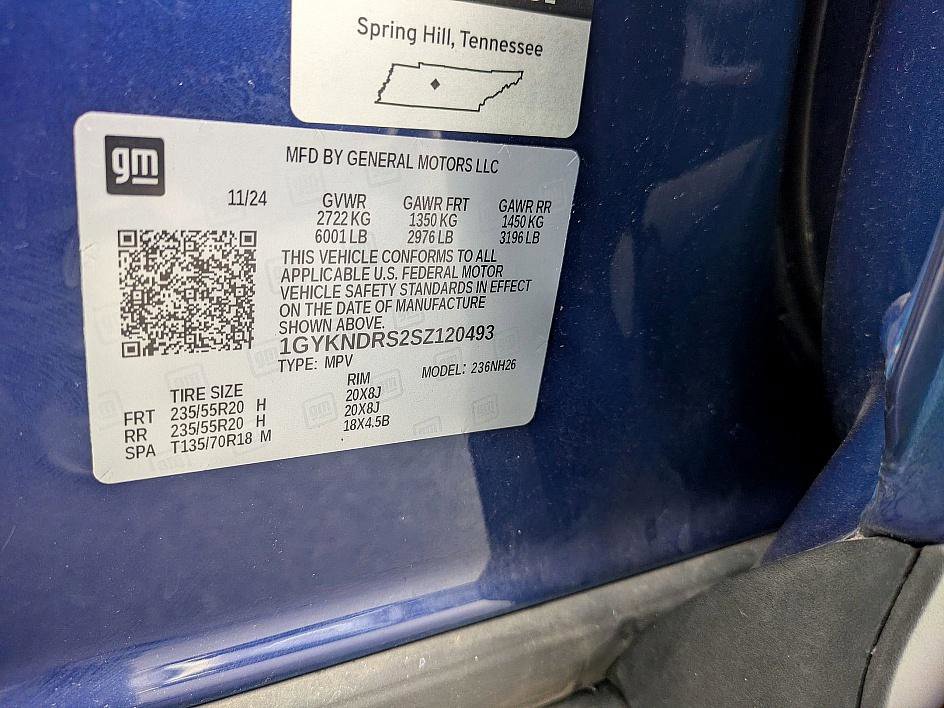 Spring Hill, Tennessee
gm
MFD BY GENERAL MOTORS LLC
11/24 GVWR GAWR FRT GAWR RR
2722 KG 1350 KG 1450 KG
6001 LB 2976 LB 3196 LB
THIS VEHICLE CONFORMS TO ALL
APPLICABLE U.S. FEDERAL MOTOR
VEHICLE SAFETY STANDARDS IN EFFECT
ON THE DATE OF MANUFACTURE
SHOWN ABOVE.
1GYKNDRS2SZ120493
TYPE: MPV MODEL: 236NH26
TIRE SIZE RIM
FRT 235/55R20 H 20X8J
RR 235/55R20 H 20X8J
SPA T135/70R18 M 18X4.5B